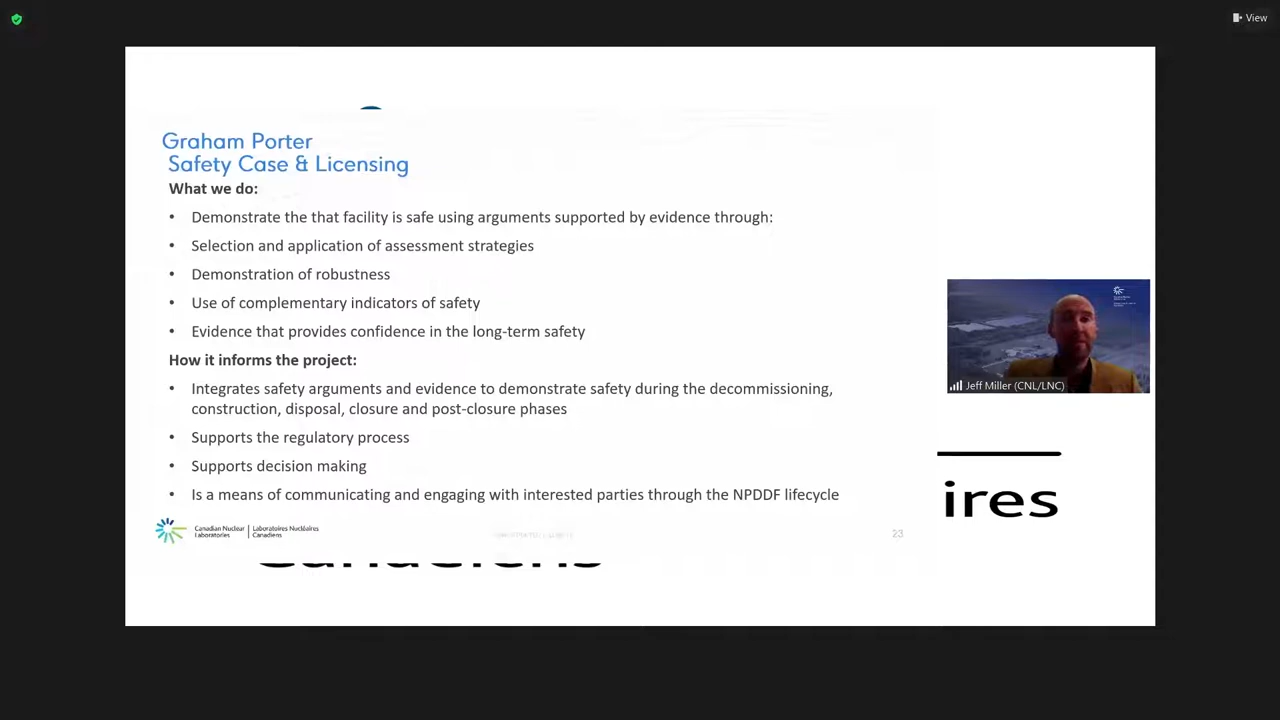 View
Graham Porter
Safety Case & Licensing
What we do:
• Demonstrate the that facility is safe using arguments supported by evidence through:
• Selection and application of assessment strategies
• Demonstration of robustness
• Use of complementary indicators of safety
• Evidence that provides confidence in the long-term safety
How it informs the project:
• Integrates safety arguments and evidence to demonstrate safety during the decommissioning,
construction, disposal, closure and post-closure phases
• Supports the regulatory process
• Supports decision making
• Is a means of communicating and engaging with interested parties through the NPDDF lifecycle
Jeff Miller (CNL/LNC)
ires
Canadian Nuclear | Laboratoires Nucléaires
Laboratories | Canadiens
23
Canadiens